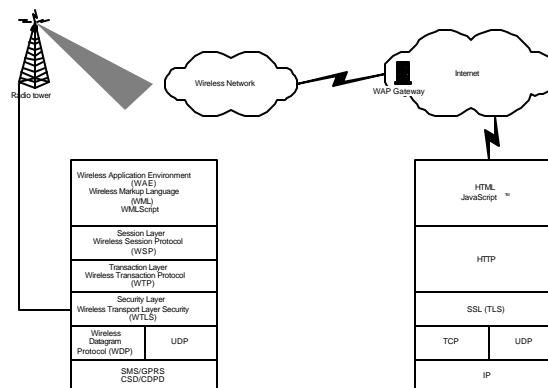 Radio tower
Wireless Network
WAP Gateway
Internet
Wireless Application Environment
(WAE)
Wireless Markup Language
(WML)
WMLScript
Session Layer
Wireless Session Protocol
(WSP)
Transaction Layer
Wireless Transaction Protocol
(WTP)
Security Layer
Wireless Transport Layer Security
(WTLS)
Wireless
Datagram
Protocol (WDP)
UDP
SMS/GPRS
CSD/CDPD
HTML
JavaScript ™
HTTP
SSL (TLS)
TCP
UDP
IP